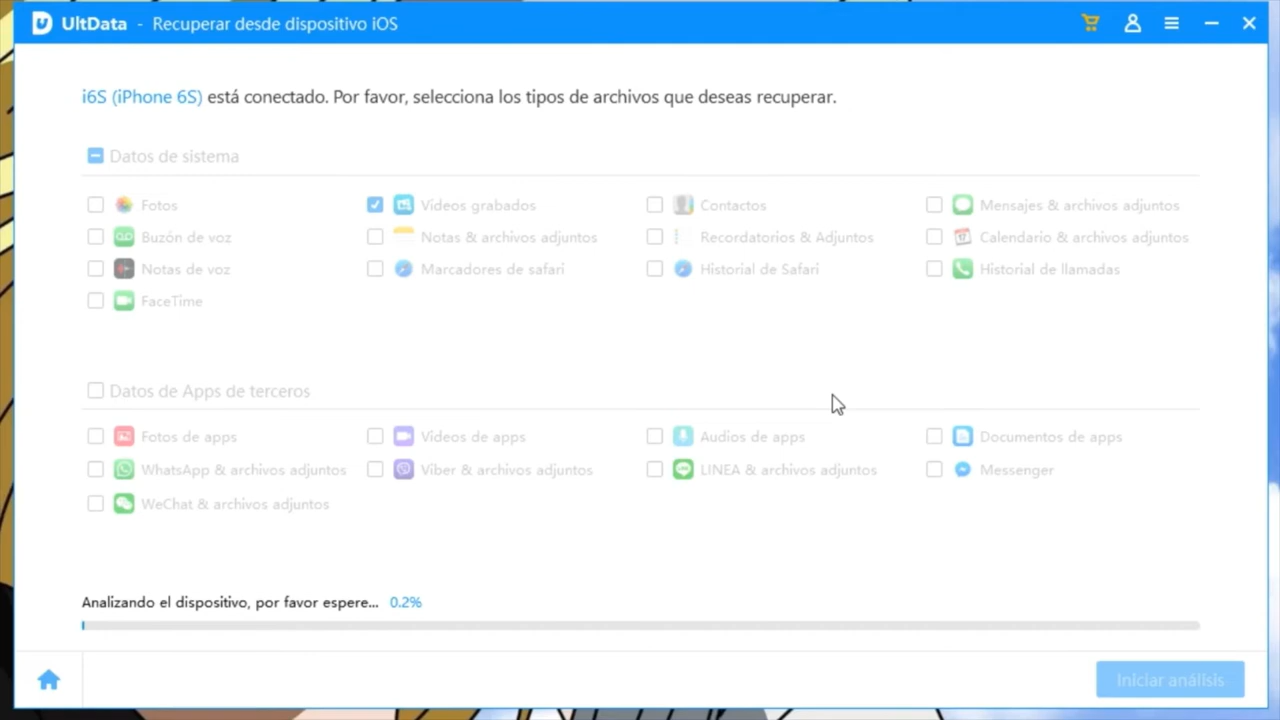 UltData - Recuperar desde dispositivo iOS
i6S (iPhone 6S) está conectado. Por favor, selecciona los tipos de archivos que deseas recuperar.
Datos de sistema
Fotos Vídeos grabados Contactos Mensajes & archivos adjuntos
Buzón de voz Notas & archivos adjuntos Recordatorios & Adjuntos Calendario & archivos adjuntos
Notas de voz Marcadores de safari Historial de Safari Historial de llamadas
FaceTime
Datos de Apps de terceros
Fotos de apps Vídeos de apps Audios de apps Documentos de apps
WhatsApp & archivos adjuntos Viber & archivos adjuntos LINEA & archivos adjuntos Messenger
WeChat & archivos adjuntos
Analizando el dispositivo, por favor espere... 0.2%
Iniciar análisis